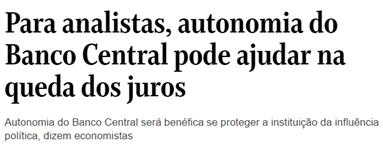 Para analistas, autonomia do
Banco Central pode ajudar na
queda dos juros
Autonomia do Banco Central será benéfica se proteger a instituição da influência
política, dizem economistas